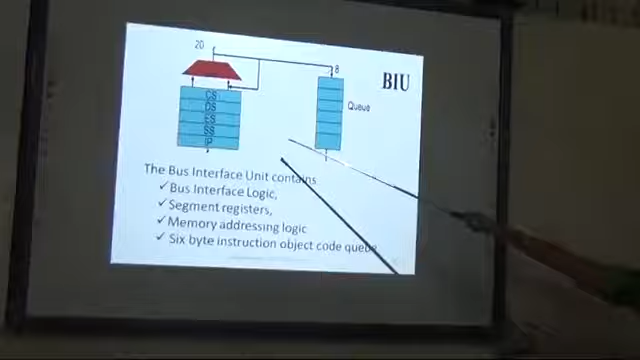 20
8
BIU
CS
DS
ES
SS
IP
Queue
The Bus Interface Unit contains
✓ Bus Interface Logic,
✓ Segment registers,
✓ Memory addressing logic
✓ Six byte instruction object code queue